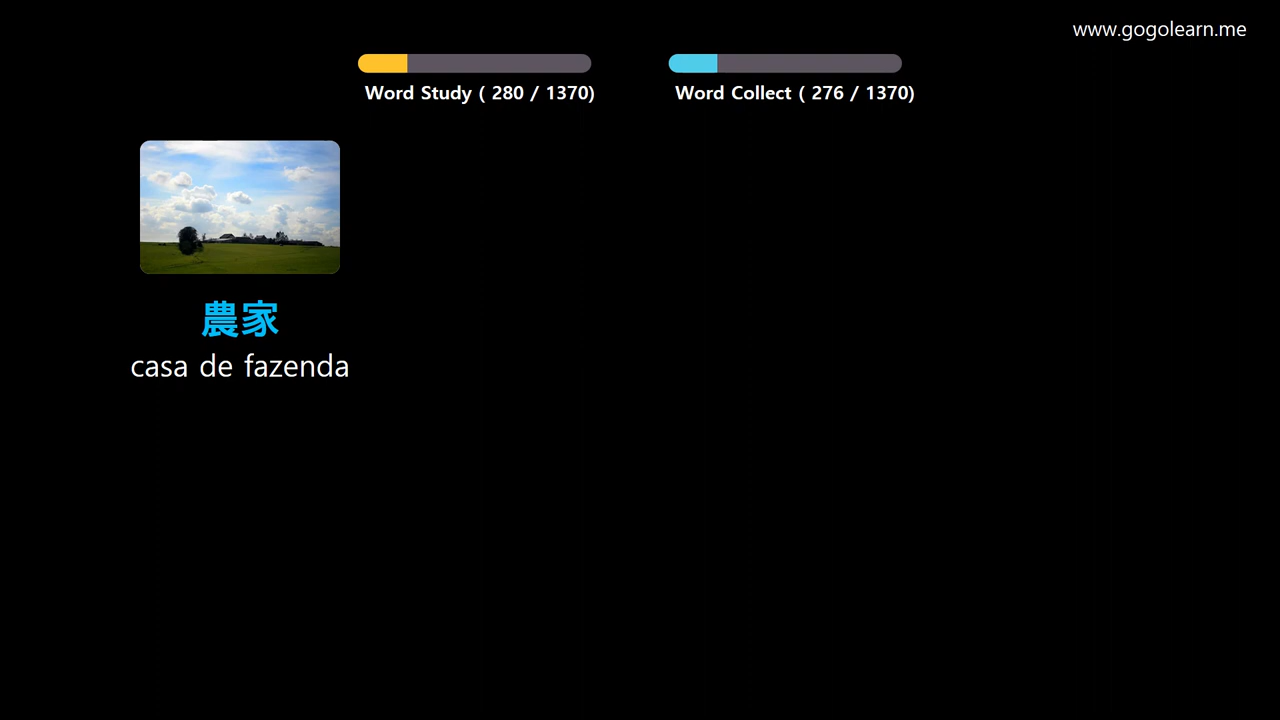 www.gogolearn.me
Word Study ( 280 / 1370)
Word Collect ( 276 / 1370)
農家
casa de fazenda